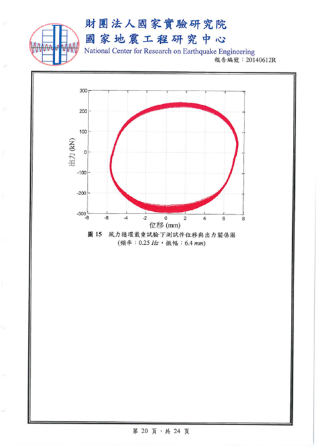 財團法人國家實驗研究院
國家地震工程研究中心
National Center for Research on Earthquake Engineering
報告編號：20140612R
300
200
100
0
-100
-200
-300
出力 (kN)
-8 -6 -4 -2 0 2 4 6 8
位移 (mm)
圖 15 風力循環載重試驗下測試件位移與出力關係圖
(頻率：0.25 Hz，振幅：6.4 mm)
第 20 頁，共 24 頁